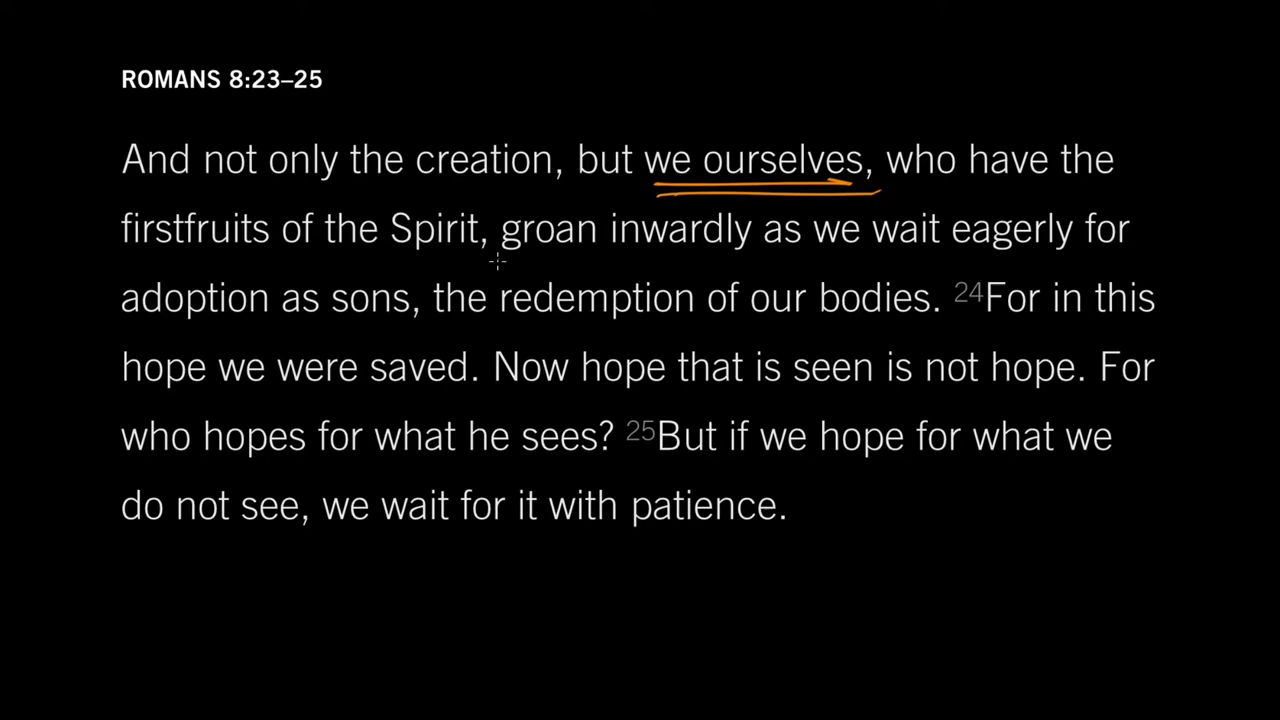 ROMANS 8:23–25
And not only the creation, but we ourselves, who have the
firstfruits of the Spirit, groan inwardly as we wait eagerly for
adoption as sons, the redemption of our bodies. 24For in this
hope we were saved. Now hope that is seen is not hope. For
who hopes for what he sees? 25But if we hope for what we
do not see, we wait for it with patience.